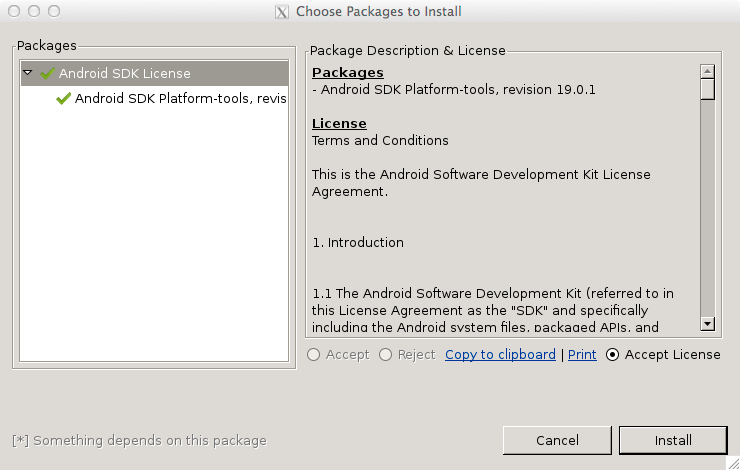 Choose Packages to Install
Packages
Android SDK License
Android SDK Platform-tools, revis
Package Description & License
Packages
- Android SDK Platform-tools, revision 19.0.1
License
Terms and Conditions
This is the Android Software Development Kit License
Agreement.
1. Introduction
1.1 The Android Software Development Kit (referred to in
this License Agreement as the "SDK" and specifically
including the Android system files, packaged APIs, and
Accept Reject Copy to clipboard | Print Accept License
[*] Something depends on this package
Cancel Install